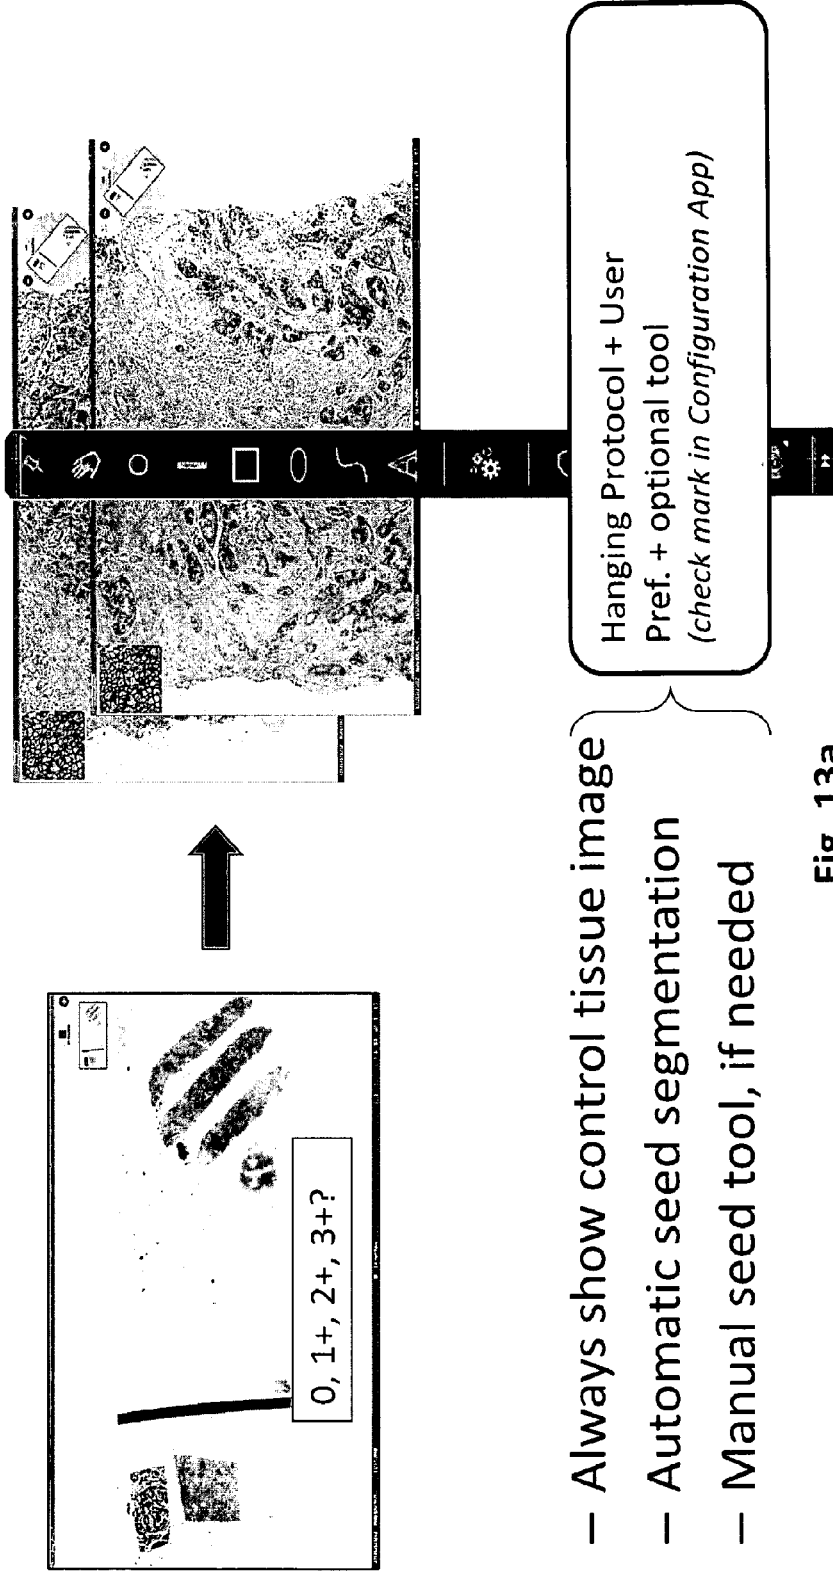 0, 1+, 2+, 3+?
– Always show control tissue image
– Automatic seed segmentation
– Manual seed tool, if needed
Hanging Protocol + User
Pref. + optional tool
(check mark in Configuration App)
Fig. 13a